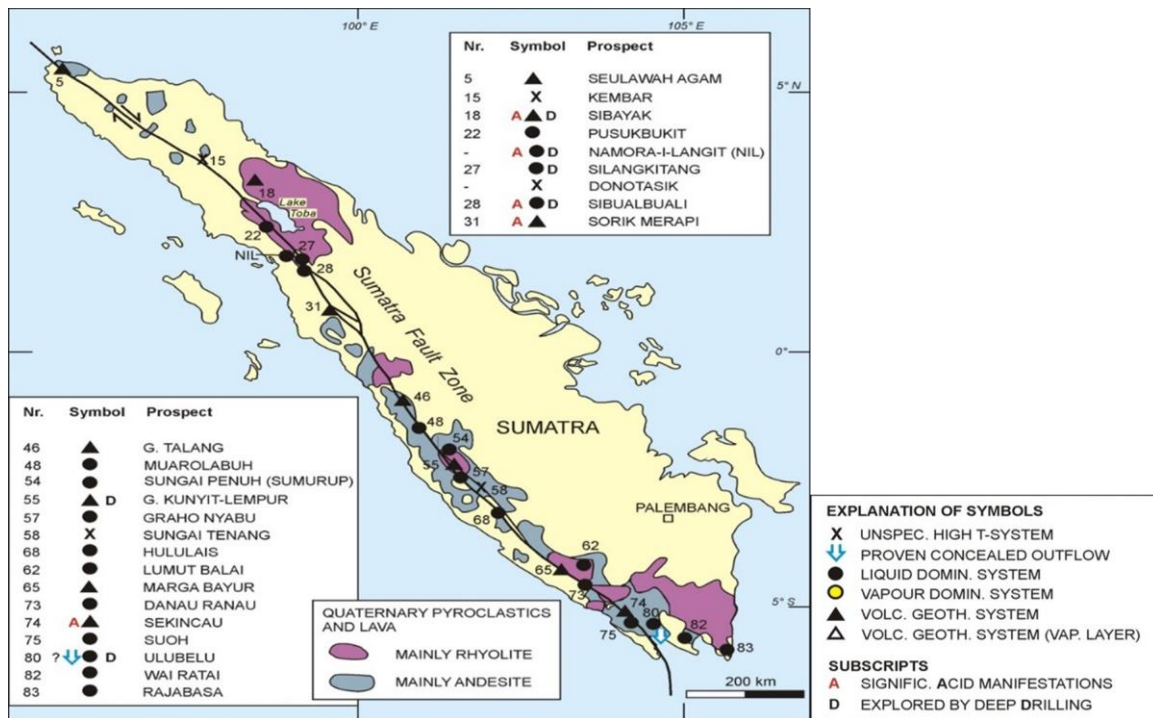 100° E
105° E
5° N
0°
5° S
Nr. Symbol Prospect
5 ▲ SEULAWAH AGAM
15 X KEMBAR
18 A ▲ D SIBAYAK
22 ● PUSUKBUKIT
- A ● D NAMORA-I-LANGIT (NIL)
27 ● D SILANGKITANG
- X DONOTASIK
28 A ● D SIBUALBUALI
31 A ▲ SORIK MERAPI
5
15
18
Lake
Toba
22
NIL
27
28
31
Sumatra Fault Zone
SUMATRA
46
48
54
55
57
58
68
PALEMBANG
62
65
73
74
75
80
82
83
200 km
Nr. Symbol Prospect
46 ▲ G. TALANG
48 ● MUAROLABUH
54 ● SUNGAI PENUH (SUMURUP)
55 ▲ D G. KUNYIT-LEMPUR
57 ● GRAHO NYABU
58 X SUNGAI TENANG
68 ● HULULAIS
62 ● LUMUT BALAI
65 ▲ MARGA BAYUR
73 ● DANAU RANAU
74 A ▲ SEKINCAU
75 ● SUOH
80 ? ⇩ ● D ULUBELU
82 ● WAI RATAI
83 ● RAJABASA
QUATERNARY PYROCLASTICS
AND LAVA
MAINLY RHYOLITE
MAINLY ANDESITE
EXPLANATION OF SYMBOLS
X UNSPEC. HIGH T-SYSTEM
⇩ PROVEN CONCEALED OUTFLOW
● LIQUID DOMIN. SYSTEM
VAPOUR DOMIN. SYSTEM
▲ VOLC. GEOTH. SYSTEM
△ VOLC. GEOTH. SYSTEM (VAP. LAYER)
SUBSCRIPTS
A SIGNIFIC. ACID MANIFESTATIONS
D EXPLORED BY DEEP DRILLING